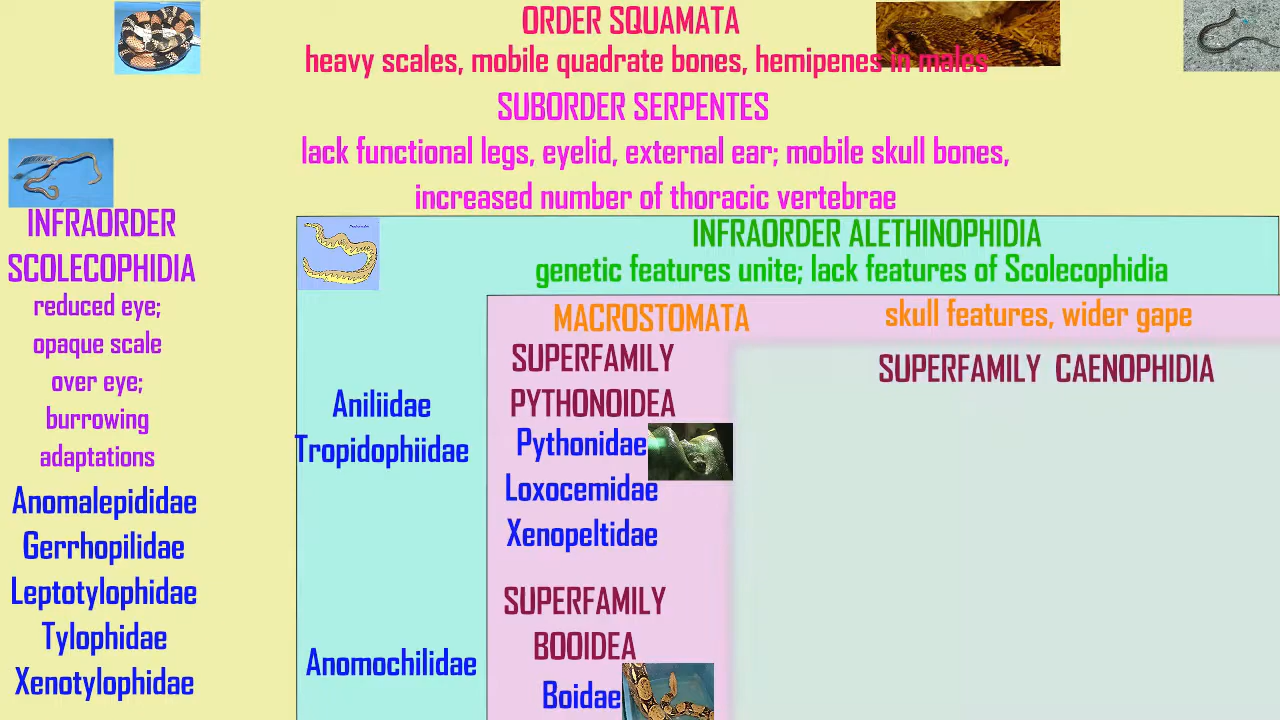 ORDER SQUAMATA
heavy scales, mobile quadrate bones, hemipenes in males
SUBORDER SERPENTES
lack functional legs, eyelid, external ear; mobile skull bones,
increased number of thoracic vertebrae
INFRAORDER
SCOLECOPHIDIA
reduced eye;
opaque scale
over eye;
burrowing
adaptations
Anomalepididae
Gerrhopilidae
Leptotylophidae
Tylophidae
Xenotylophidae
INFRAORDER ALETHINOPHIDIA
genetic features unite; lack features of Scolecophidia
Aniliidae
Tropidophiidae
Anomochilidae
MACROSTOMATA
skull features, wider gape
SUPERFAMILY
PYTHONOIDEA
Pythonidae
Loxocemidae
Xenopeltidae
SUPERFAMILY
BOOIDEA
Boidae
SUPERFAMILY CAENOPHIDIA